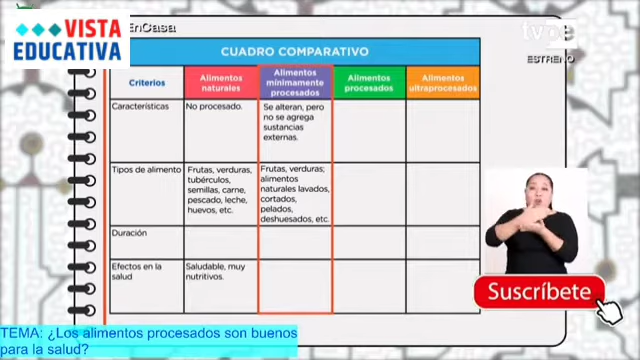 VISTA
EDUCATIVA
EnCasa
tvpe
ESTRENO
CUADRO COMPARATIVO
Criterios
Alimentos
naturales
Alimentos
mínimamente
procesados
Alimentos
procesados
Alimentos
ultraprocesados
Características
No procesado.
Se alteran, pero
no se agrega
sustancias
externas.
Tipos de alimento
Frutas, verduras,
tubérculos,
semillas, carne,
pescado, leche,
huevos, etc.
Frutas, verduras;
alimentos
naturales lavados,
cortados,
pelados,
deshuesados, etc.
Duración
Efectos en la
salud
Saludable, muy
nutritivos.
Suscríbete
TEMA: ¿Los alimentos procesados son buenos
para la salud?